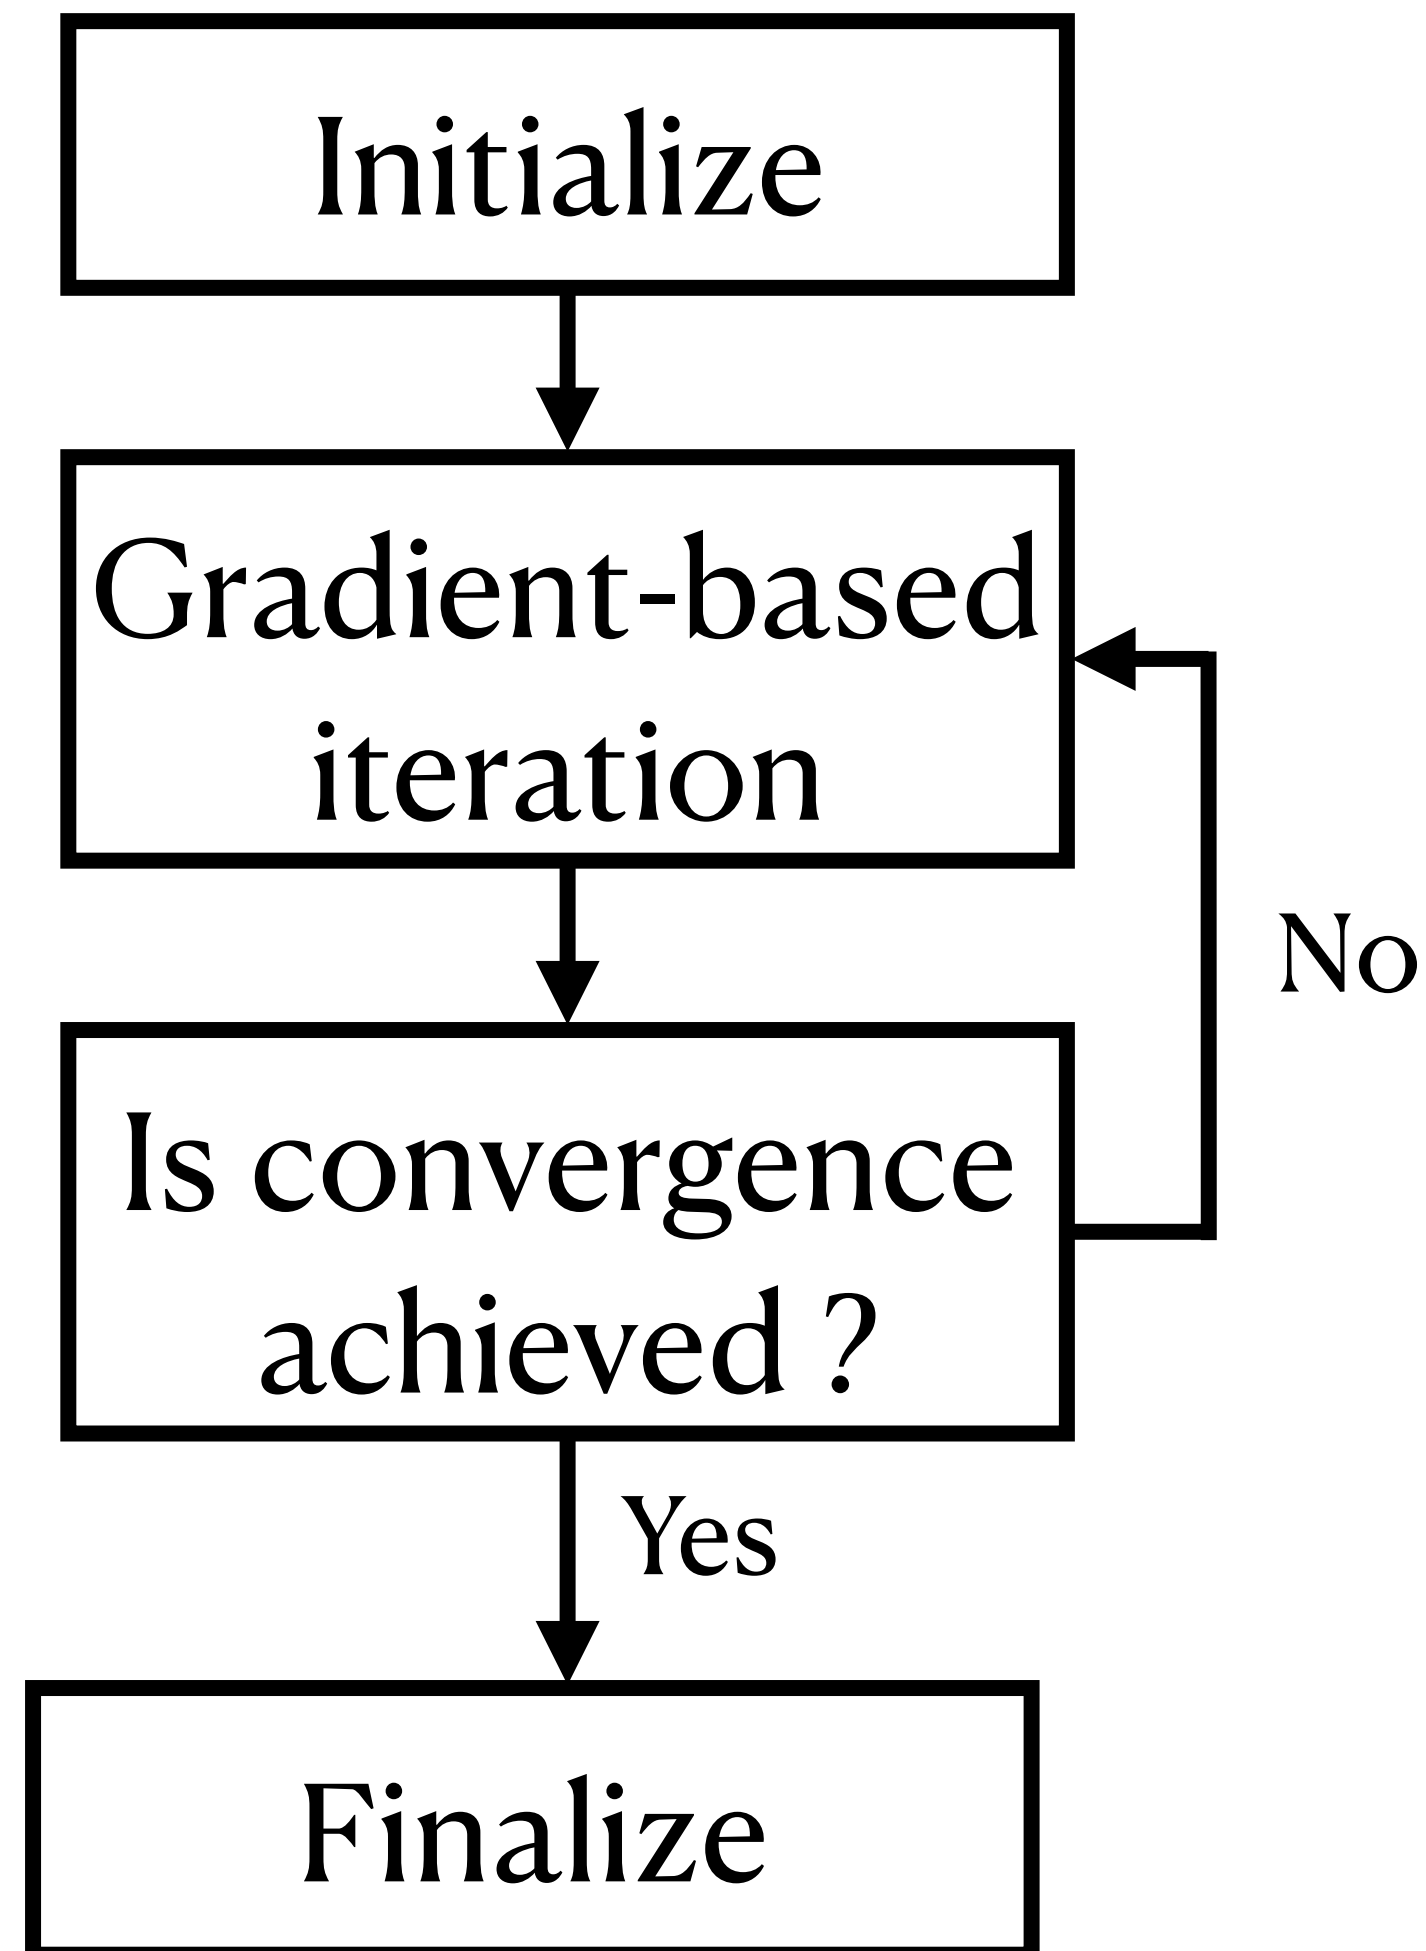 Initialize
Gradient-based
iteration
No
Is convergence
achieved ?
Yes
Finalize